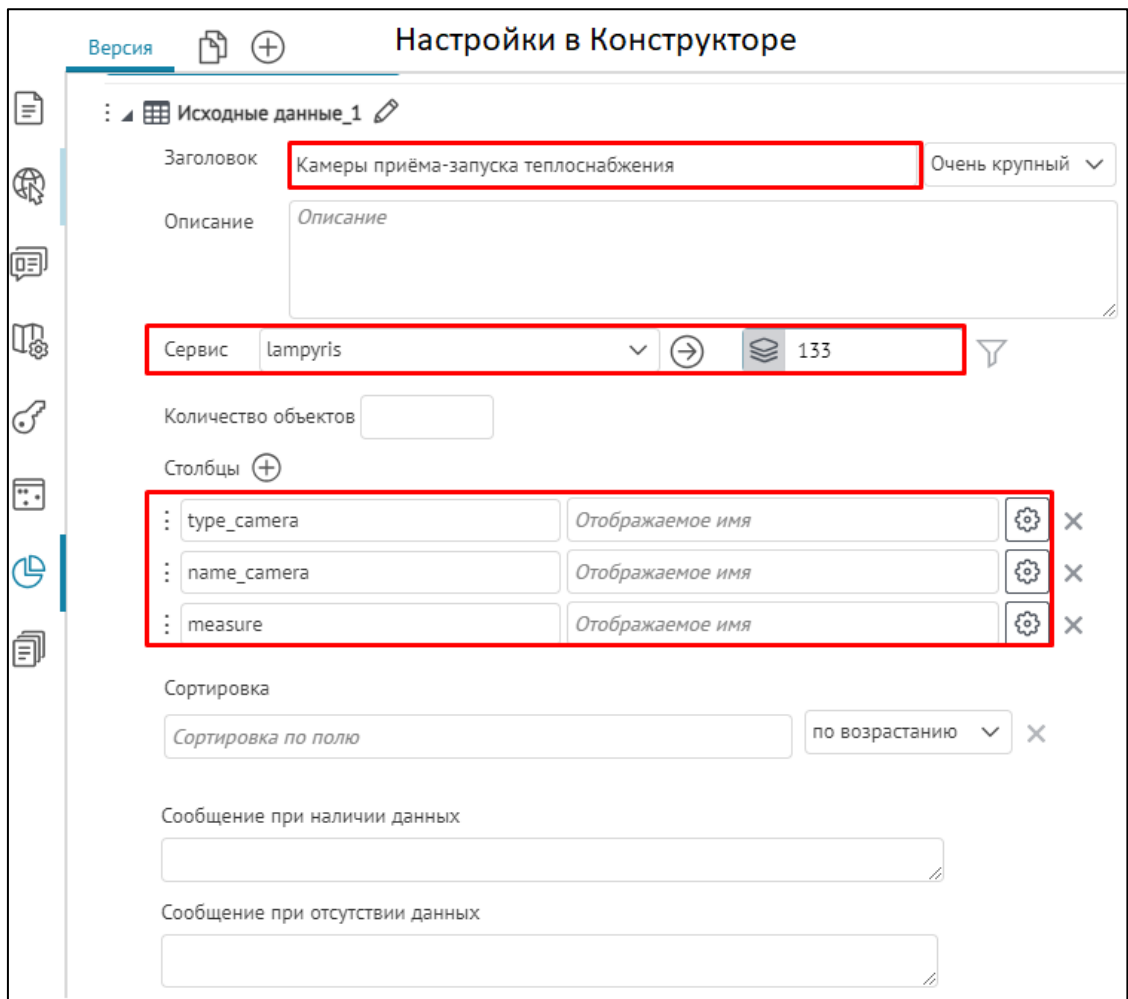 Версия
Настройки в Конструкторе
Исходные данные_1
Заголовок Камеры приёма-запуска теплоснабжения Очень крупный
Описание Описание
Сервис lampyris 133
Количество объектов
Столбцы
type_camera Отображаемое имя
name_camera Отображаемое имя
measure Отображаемое имя
Сортировка
Сортировка по полю по возрастанию
Сообщение при наличии данных
Сообщение при отсутствии данных